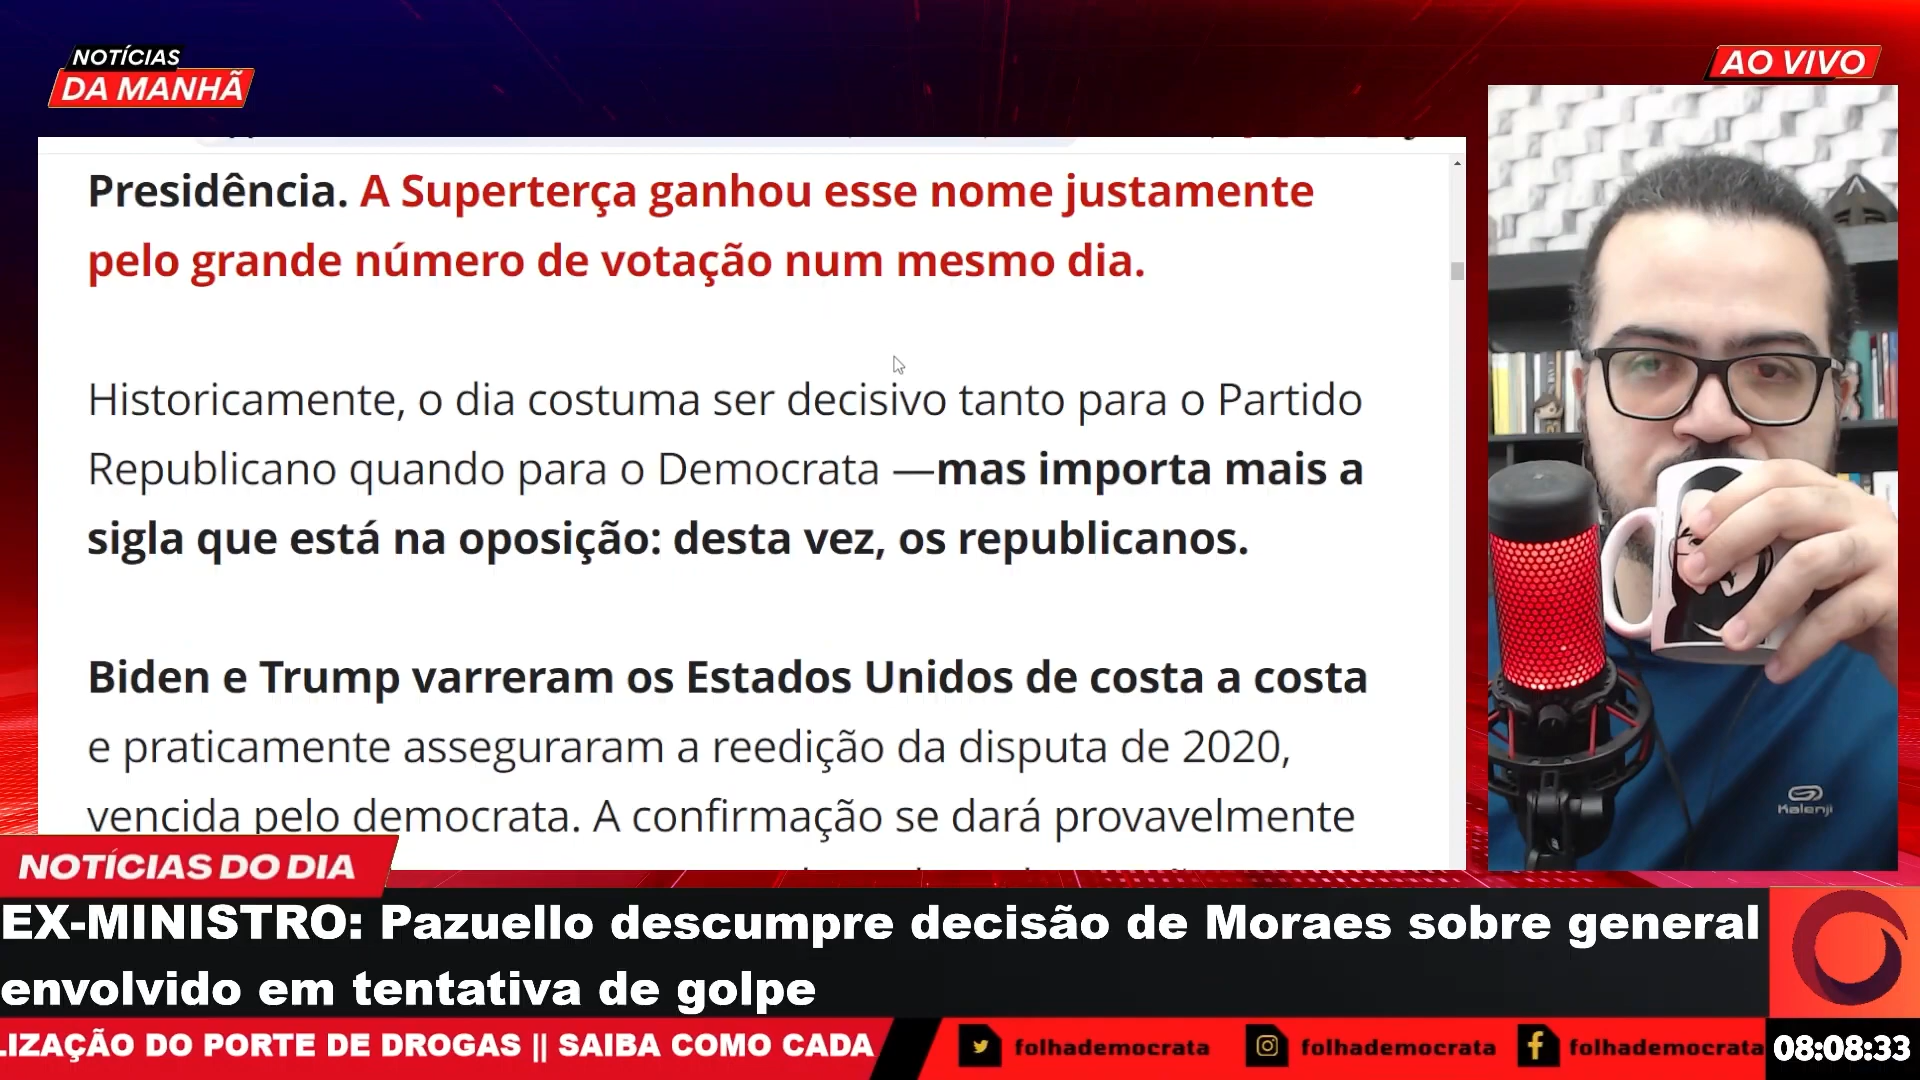 NOTÍCIAS
DA MANHÃ
AO VIVO
Presidência. A Superterça ganhou esse nome justamente
pelo grande número de votação num mesmo dia.
Historicamente, o dia costuma ser decisivo tanto para o Partido
Republicano quando para o Democrata —mas importa mais a
sigla que está na oposição: desta vez, os republicanos.
Biden e Trump varreram os Estados Unidos de costa a costa
e praticamente asseguraram a reedição da disputa de 2020,
vencida pelo democrata. A confirmação se dará provavelmente
Kalenji
NOTÍCIAS DO DIA
EX-MINISTRO: Pazuello descumpre decisão de Moraes sobre general
envolvido em tentativa de golpe
LIZAÇÃO DO PORTE DE DROGAS || SAIBA COMO CADA
folhademocrata
folhademocrata
folhademocrata
08:08:33